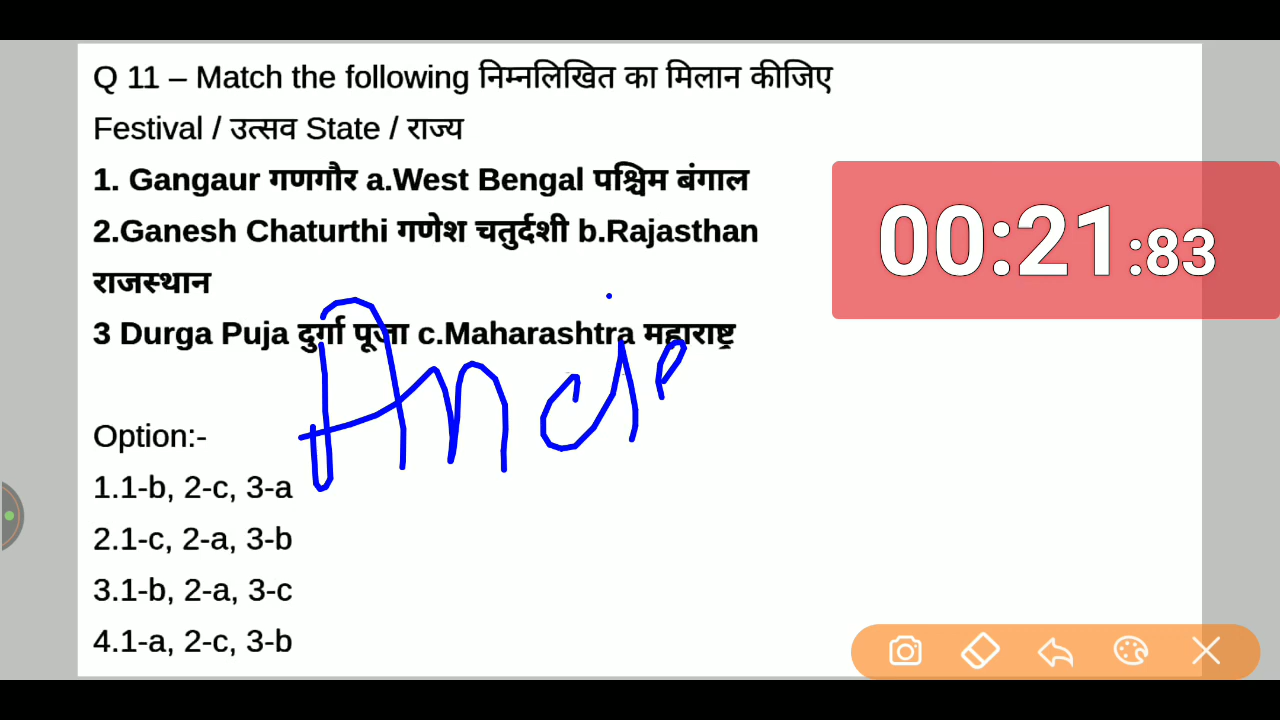 Q 11 – Match the following निम्नलिखित का मिलान कीजिए
Festival / उत्सव State / राज्य
1. Gangaur गणगौर a.West Bengal पश्चिम बंगाल
2.Ganesh Chaturthi गणेश चतुर्दशी b.Rajasthan
राजस्थान
3 Durga Puja दुर्गा पूजा c.Maharashtra महाराष्ट्र
Option:-
1.1-b, 2-c, 3-a
2.1-c, 2-a, 3-b
3.1-b, 2-a, 3-c
4.1-a, 2-c, 3-b
00:21:83